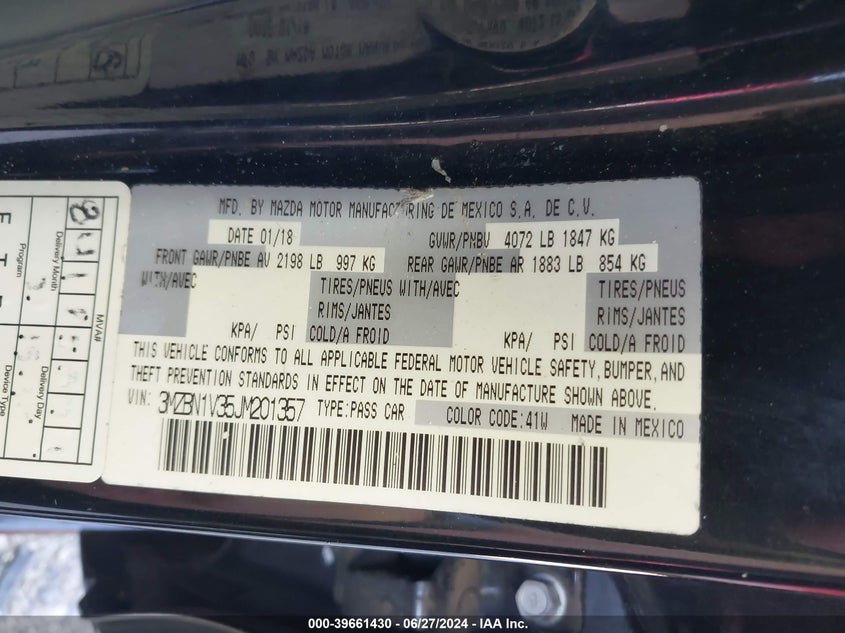 MFD. BY MAZDA MOTOR MANUFACTURING DE MEXICO S.A. DE C.V.
DATE 01/18 GVWR/PNBV 4072 LB 1847 KG
FRONT GAWR/PNBE AV 2198 LB 997 KG REAR GAWR/PNBE AR 1883 LB 854 KG
WITH/AVEC TIRES/PNEUS WITH/AVEC TIRES/PNEUS
RIMS/JANTES RIMS/JANTES
KPA/ PSI COLD/A FROID KPA/ PSI COLD/A FROID
THIS VEHICLE CONFORMS TO ALL APPLICABLE FEDERAL MOTOR VEHICLE SAFETY, BUMPER, AND
THEFT PREVENTION STANDARDS IN EFFECT ON THE DATE OF MANUFACTURE SHOWN ABOVE.
VIN: 3MZBN1V35JM201357 TYPE:PASS CAR COLOR CODE:41W MADE IN MEXICO
MVA#
Delivery Month
Program
Delivery Day
Device Type
000-39661430 - 06/27/2024 - IAA Inc.